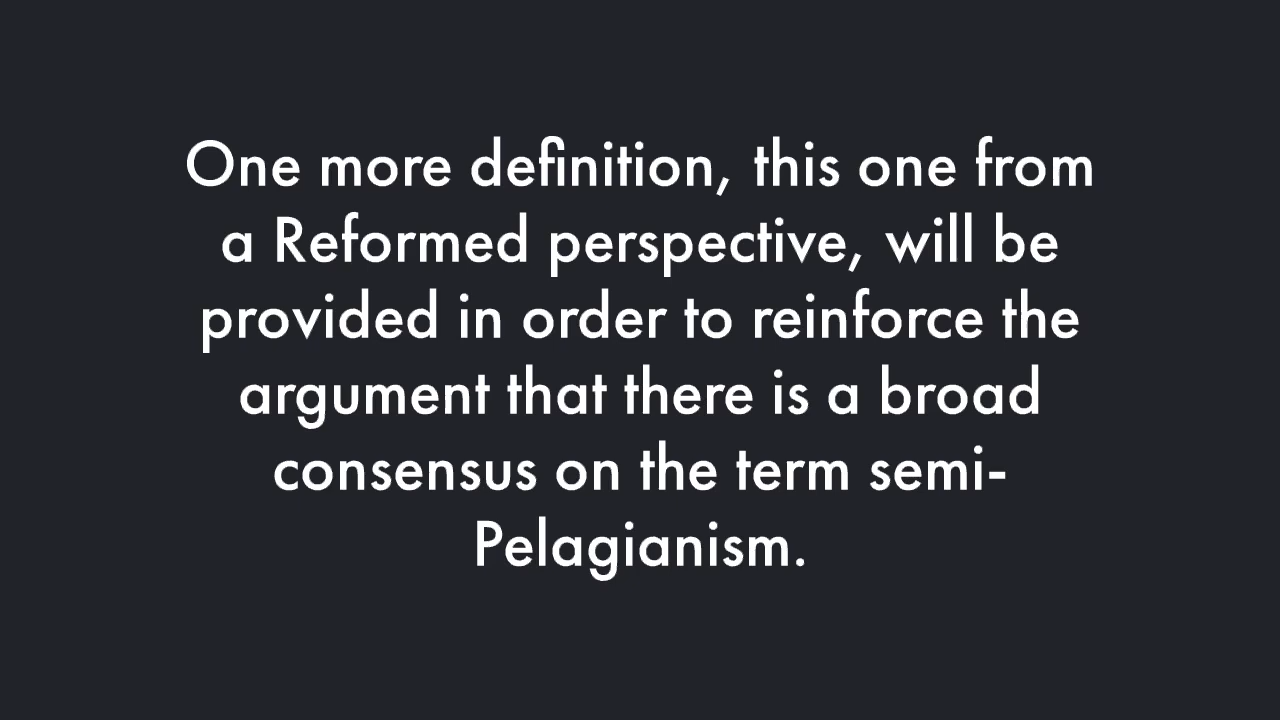 One more definition, this one from
a Reformed perspective, will be
provided in order to reinforce the
argument that there is a broad
consensus on the term semi-
Pelagianism.